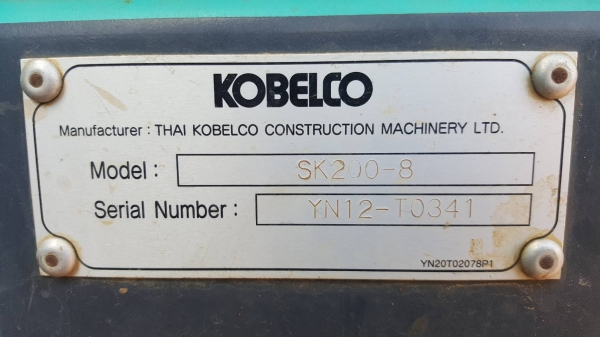 KOBELCO
Manufacturer : THAI KOBELCO CONSTRUCTION MACHINERY LTD.
Model : SK200-8
Serial Number : YN12-T0341
YN20T02078P1